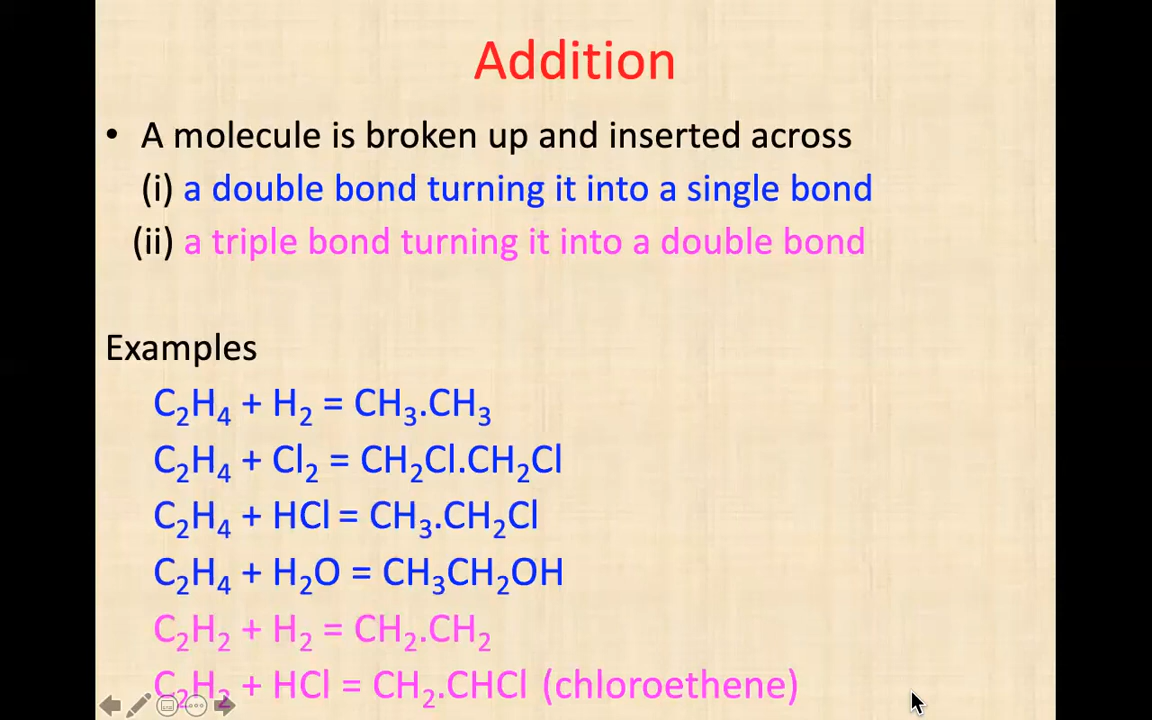 Addition
• A molecule is broken up and inserted across
(i) a double bond turning it into a single bond
(ii) a triple bond turning it into a double bond
Examples
C₂H₄ + H₂ = CH₃.CH₃
C₂H₄ + Cl₂ = CH₂Cl.CH₂Cl
C₂H₄ + HCl = CH₃.CH₂Cl
C₂H₄ + H₂O = CH₃CH₂OH
C₂H₂ + H₂ = CH₂.CH₂
C₂H₂ + HCl = CH₂.CHCl (chloroethene)